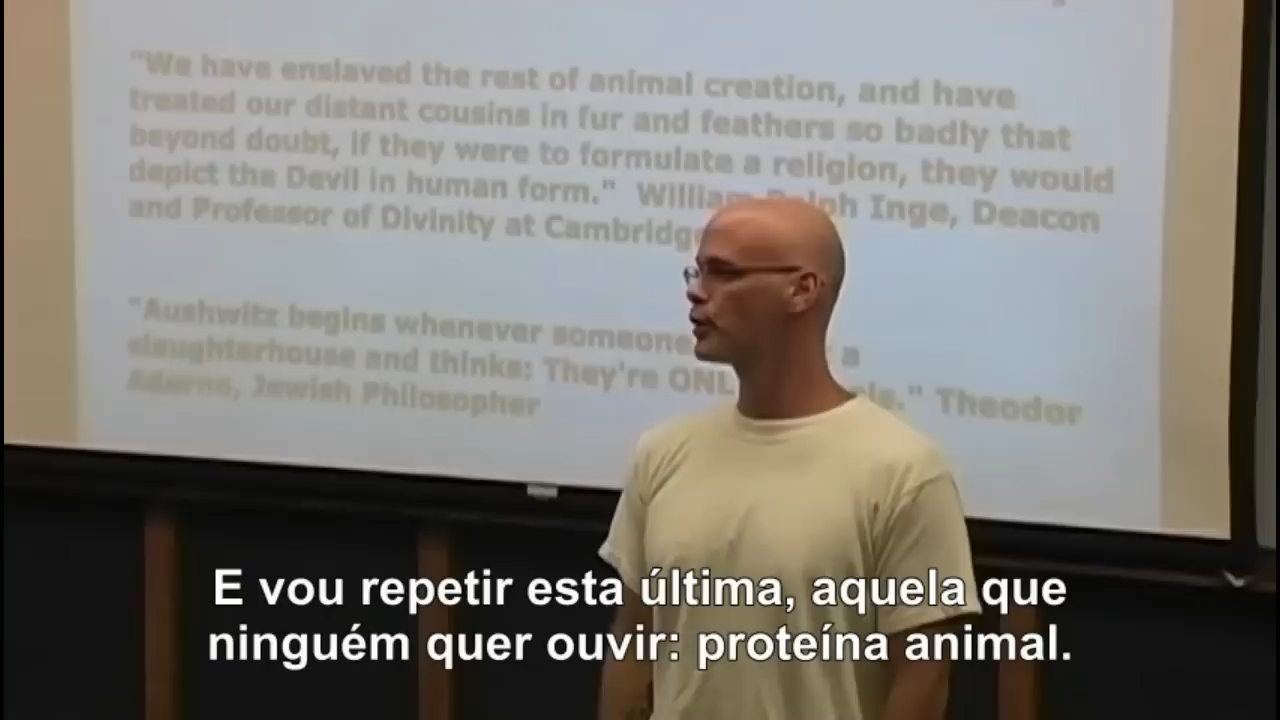 "We have enslaved the rest of animal creation, and have
treated our distant cousins in fur and feathers so badly that
beyond doubt, if they were to formulate a religion, they would
depict the Devil in human form." William Ralph Inge, Deacon
and Professor of Divinity at Cambridge
"Aushwitz begins whenever someone a
slaughterhouse and thinks: They're Theodor
Adorno, Jewish Philosopher
E vou repetir esta última, aquela que
ninguém quer ouvir: proteína animal.